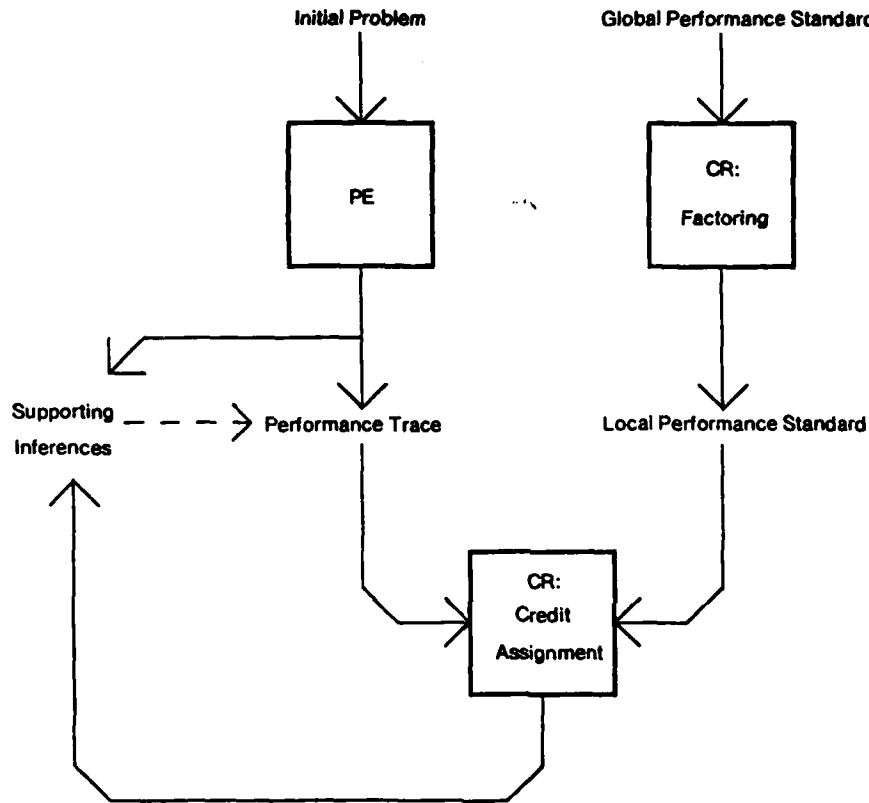 Initial Problem
Global Performance Standard
PE
CR:
Factoring
Supporting
Inferences
Performance Trace
Local Performance Standard
CR:
Credit
Assignment